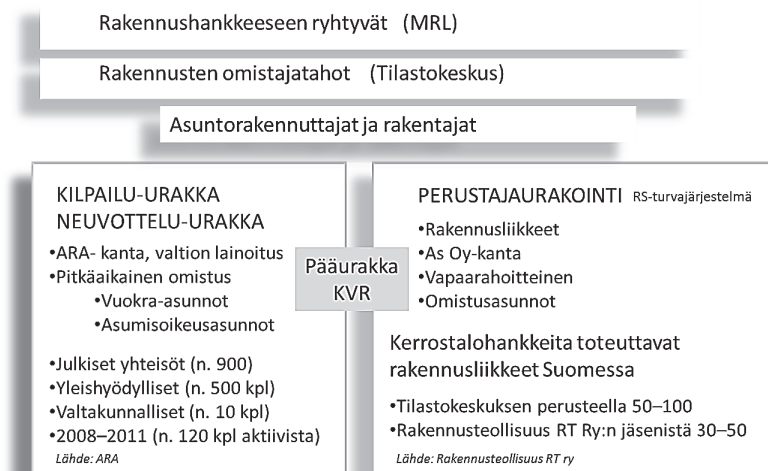 Rakennushankkeeseen ryhtyvät (MRL)
Rakennusten omistajatahot (Tilastokeskus)
Asuntorakennuttajat ja rakentajat
KILPAILU-URAKKA
NEUVOTTELU-URAKKA
•ARA- kanta, valtion lainoitus
•Pitkäaikainen omistus
•Vuokra-asunnot
•Asumisoikeusasunnot
•Julkiset yhteisöt (n. 900)
•Yleishyödylliset (n. 500 kpl)
•Valtakunnalliset (n. 10 kpl)
•2008–2011 (n. 120 kpl aktiivista)
Lähde: ARA
Pääurakka
KVR
PERUSTAJAURAKOINTI RS-turvajärjestelmä
•Rakennusliikkeet
•As Oy-kanta
•Vapaarahoitteinen
•Omistusasunnot
Kerrostalohankkeita toteuttavat
rakennusliikkeet Suomessa
•Tilastokeskuksen perusteella 50–100
•Rakennusteollisuus RT Ry:n jäsenistä 30–50
Lähde: Rakennusteollisuus RT ry